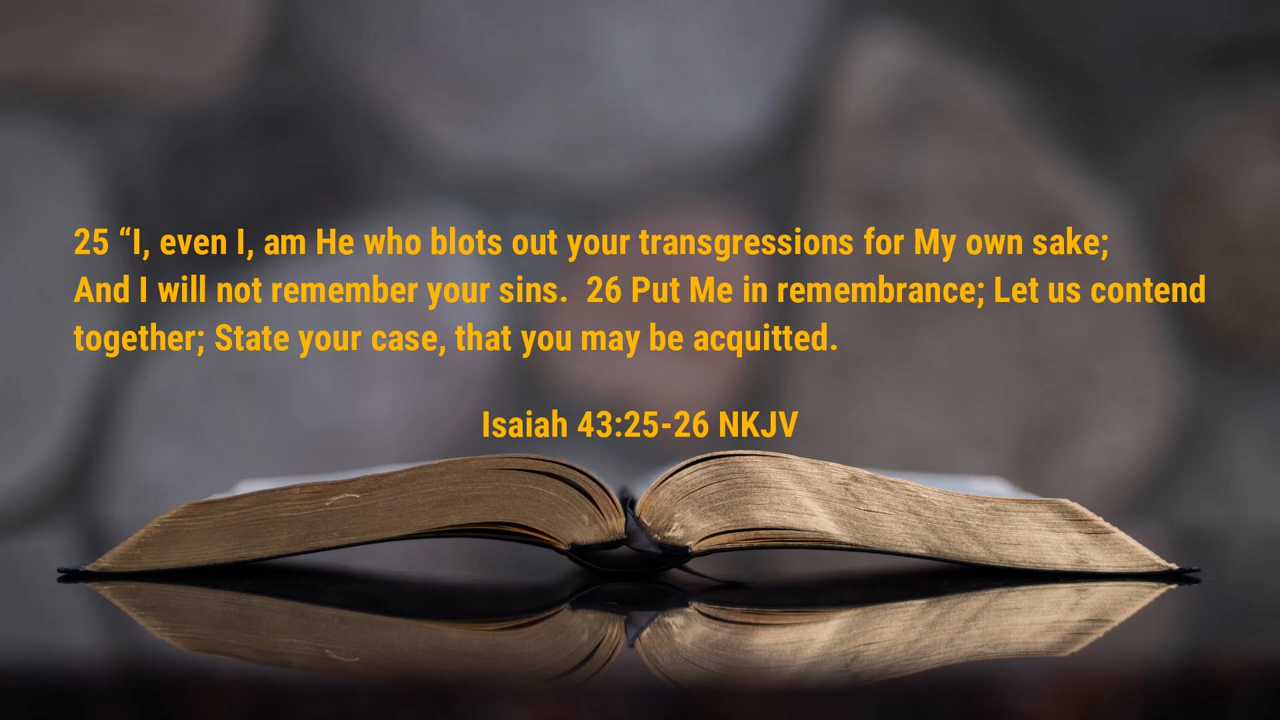 25 “I, even I, am He who blots out your transgressions for My own sake;
And I will not remember your sins.  26 Put Me in remembrance; Let us contend
together; State your case, that you may be acquitted.
Isaiah 43:25-26 NKJV